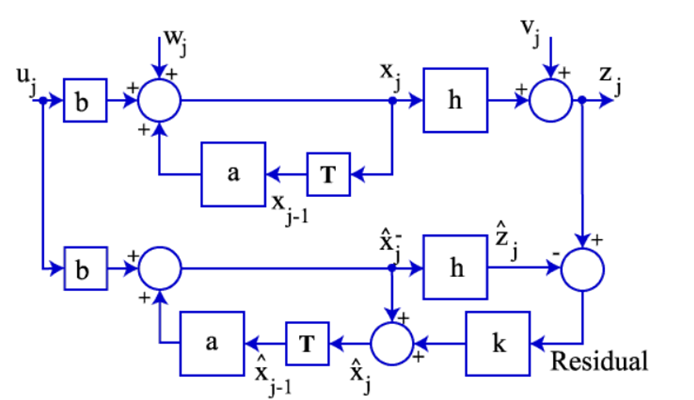 w_j
v_j
u_j
b
+
+
+
x_j
h
+
+
z_j
a
T
x_{j-1}
b
+
+
x̂_j^-
h
ẑ_j
-
+
a
T
+
+
k
x̂_{j-1}
x̂_j
Residual